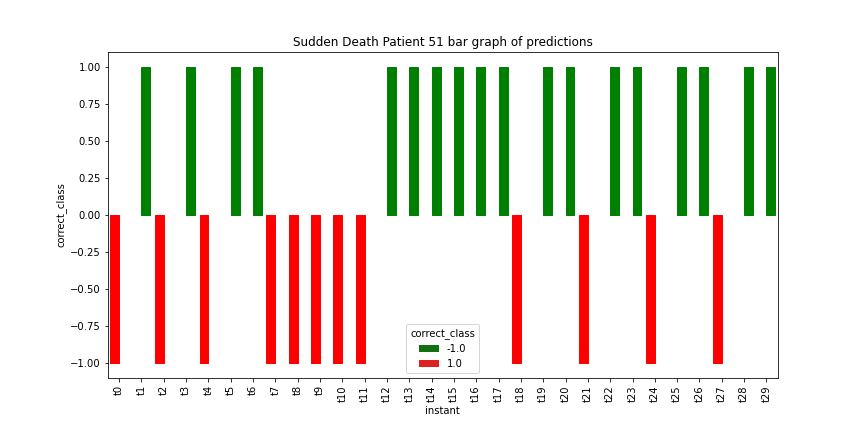 Sudden Death Patient 51 bar graph of predictions
correct_class
1.00
0.75
0.50
0.25
0.00
−0.25
−0.50
−0.75
−1.00
correct_class
-1.0
1.0
t0 t1 t2 t3 t4 t5 t6 t7 t8 t9 t10 t11 t12 t13 t14 t15 t16 t17 t18 t19 t20 t21 t22 t23 t24 t25 t26 t27 t28 t29
instant